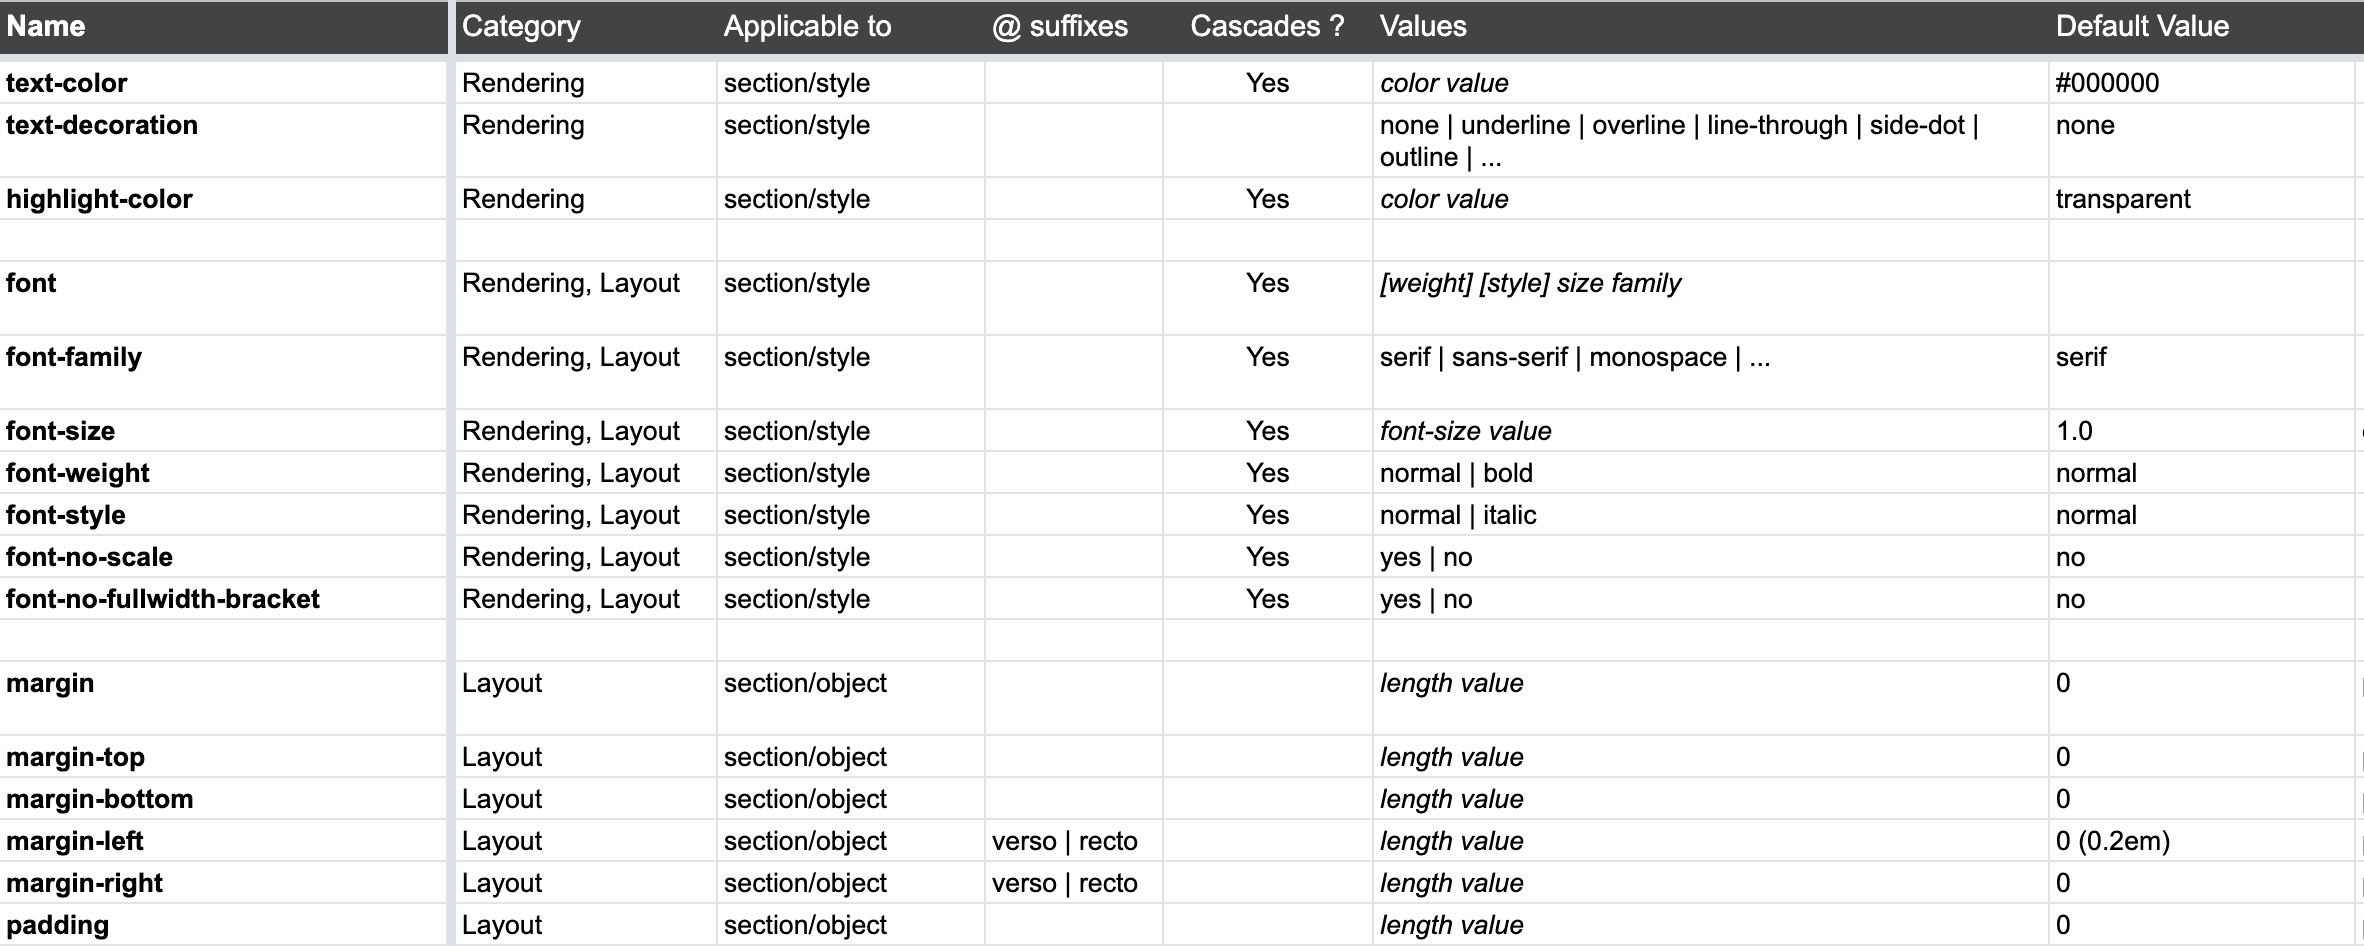 Name Category Applicable to @ suffixes Cascades ? Values Default Value
text-color Rendering section/style Yes color value #000000
text-decoration Rendering section/style none | underline | overline | line-through | side-dot | none
outline | ...
highlight-color Rendering section/style Yes color value transparent
font Rendering, Layout section/style Yes [weight] [style] size family
font-family Rendering, Layout section/style Yes serif | sans-serif | monospace | ... serif
font-size Rendering, Layout section/style Yes font-size value 1.0
font-weight Rendering, Layout section/style Yes normal | bold normal
font-style Rendering, Layout section/style Yes normal | italic normal
font-no-scale Rendering, Layout section/style Yes yes | no no
font-no-fullwidth-bracket Rendering, Layout section/style Yes yes | no no
margin Layout section/object length value 0
margin-top Layout section/object length value 0
margin-bottom Layout section/object length value 0
margin-left Layout section/object verso | recto length value 0 (0.2em)
margin-right Layout section/object verso | recto length value 0
padding Layout section/object length value 0